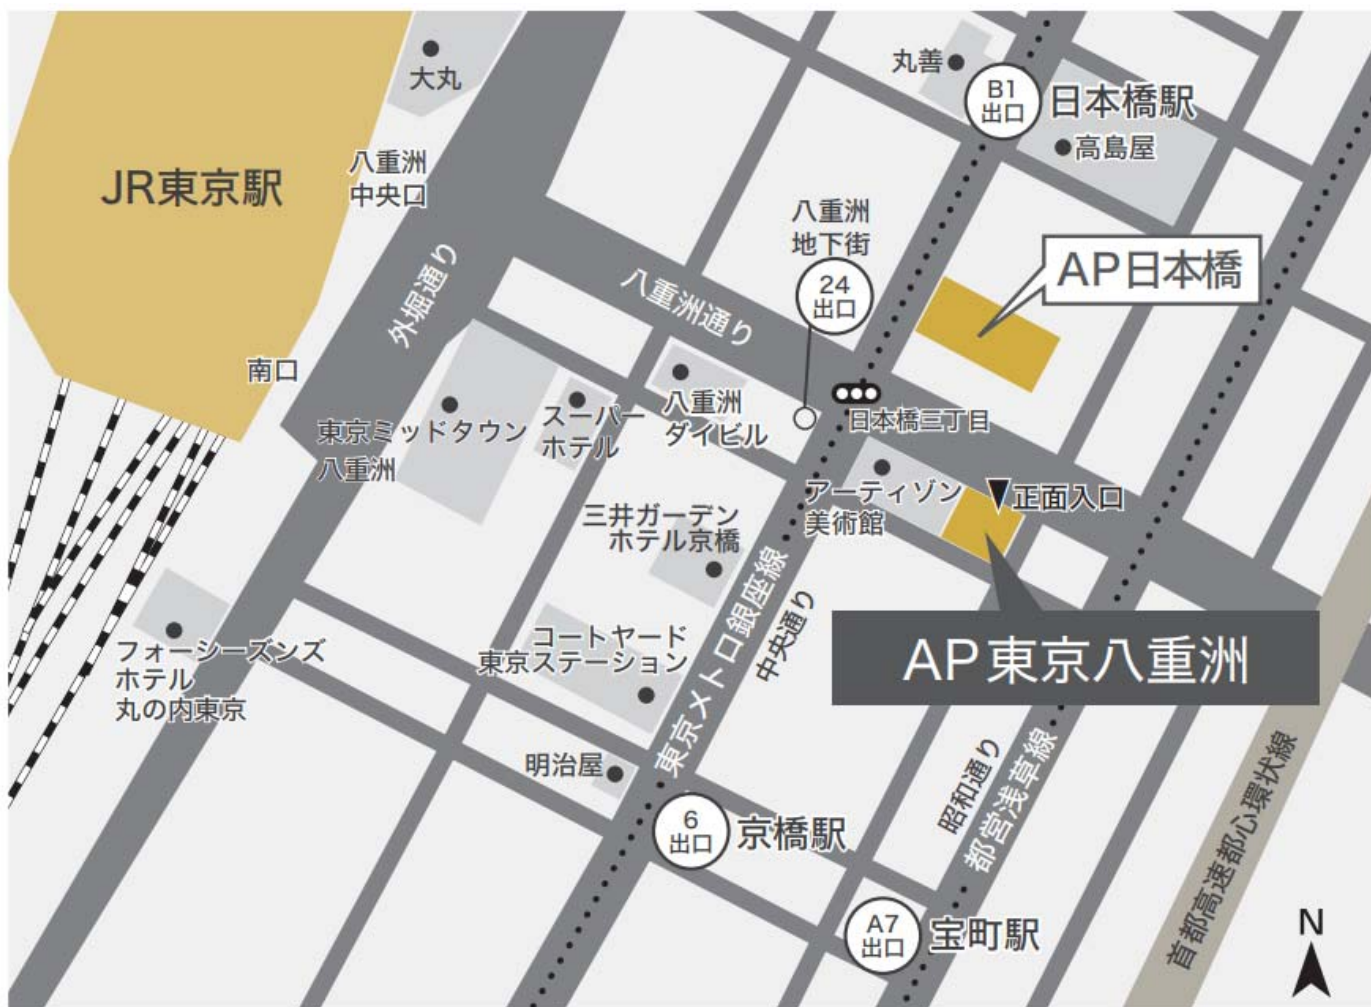 大丸
丸善
B1
出口
日本橋駅
高島屋
JR東京駅
八重洲
中央口
八重洲
地下街
24
出口
AP日本橋
外堀通り
八重洲通り
南口
東京ミッドタウン
八重洲
スーパー
ホテル
八重洲
ダイビル
日本橋三丁目
アーティゾン
美術館
正面入口
三井ガーデン
ホテル京橋
東京メトロ銀座線
中央通り
AP東京八重洲
フォーシーズンズ
ホテル
丸の内東京
コートヤード
東京ステーション
明治屋
6
出口
京橋駅
昭和通り
都営浅草線
首都高速都心環状線
A7
出口
宝町駅
N